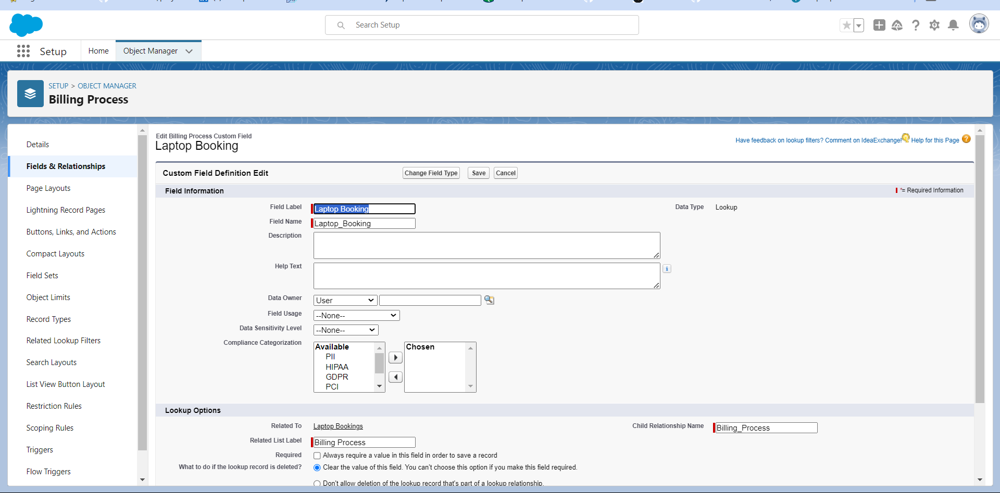 Search Setup
Setup
Home
Object Manager
SETUP > OBJECT MANAGER
Billing Process
Details
Fields & Relationships
Page Layouts
Lightning Record Pages
Buttons, Links, and Actions
Compact Layouts
Field Sets
Object Limits
Record Types
Related Lookup Filters
Search Layouts
List View Button Layout
Restriction Rules
Scoping Rules
Triggers
Flow Triggers
Edit Billing Process Custom Field
Laptop Booking
Have feedback on lookup filters? Comment on IdeaExchange!
Help for this Page
Custom Field Definition Edit
Change Field Type
Save
Cancel
Field Information
*= Required Information
Field Label
Laptop Booking
Data Type
Lookup
Field Name
Laptop_Booking
Description
Help Text
Data Owner
User
Field Usage
--None--
Data Sensitivity Level
--None--
Compliance Categorization
Available
PII
HIPAA
GDPR
PCI
Chosen
Lookup Options
Related To
Laptop Bookings
Child Relationship Name
Billing_Process
Related List Label
Billing Process
Required
Always require a value in this field in order to save a record
What to do if the lookup record is deleted?
Clear the value of this field. You can't choose this option if you make this field required.
Don't allow deletion of the lookup record that's part of a lookup relationship.